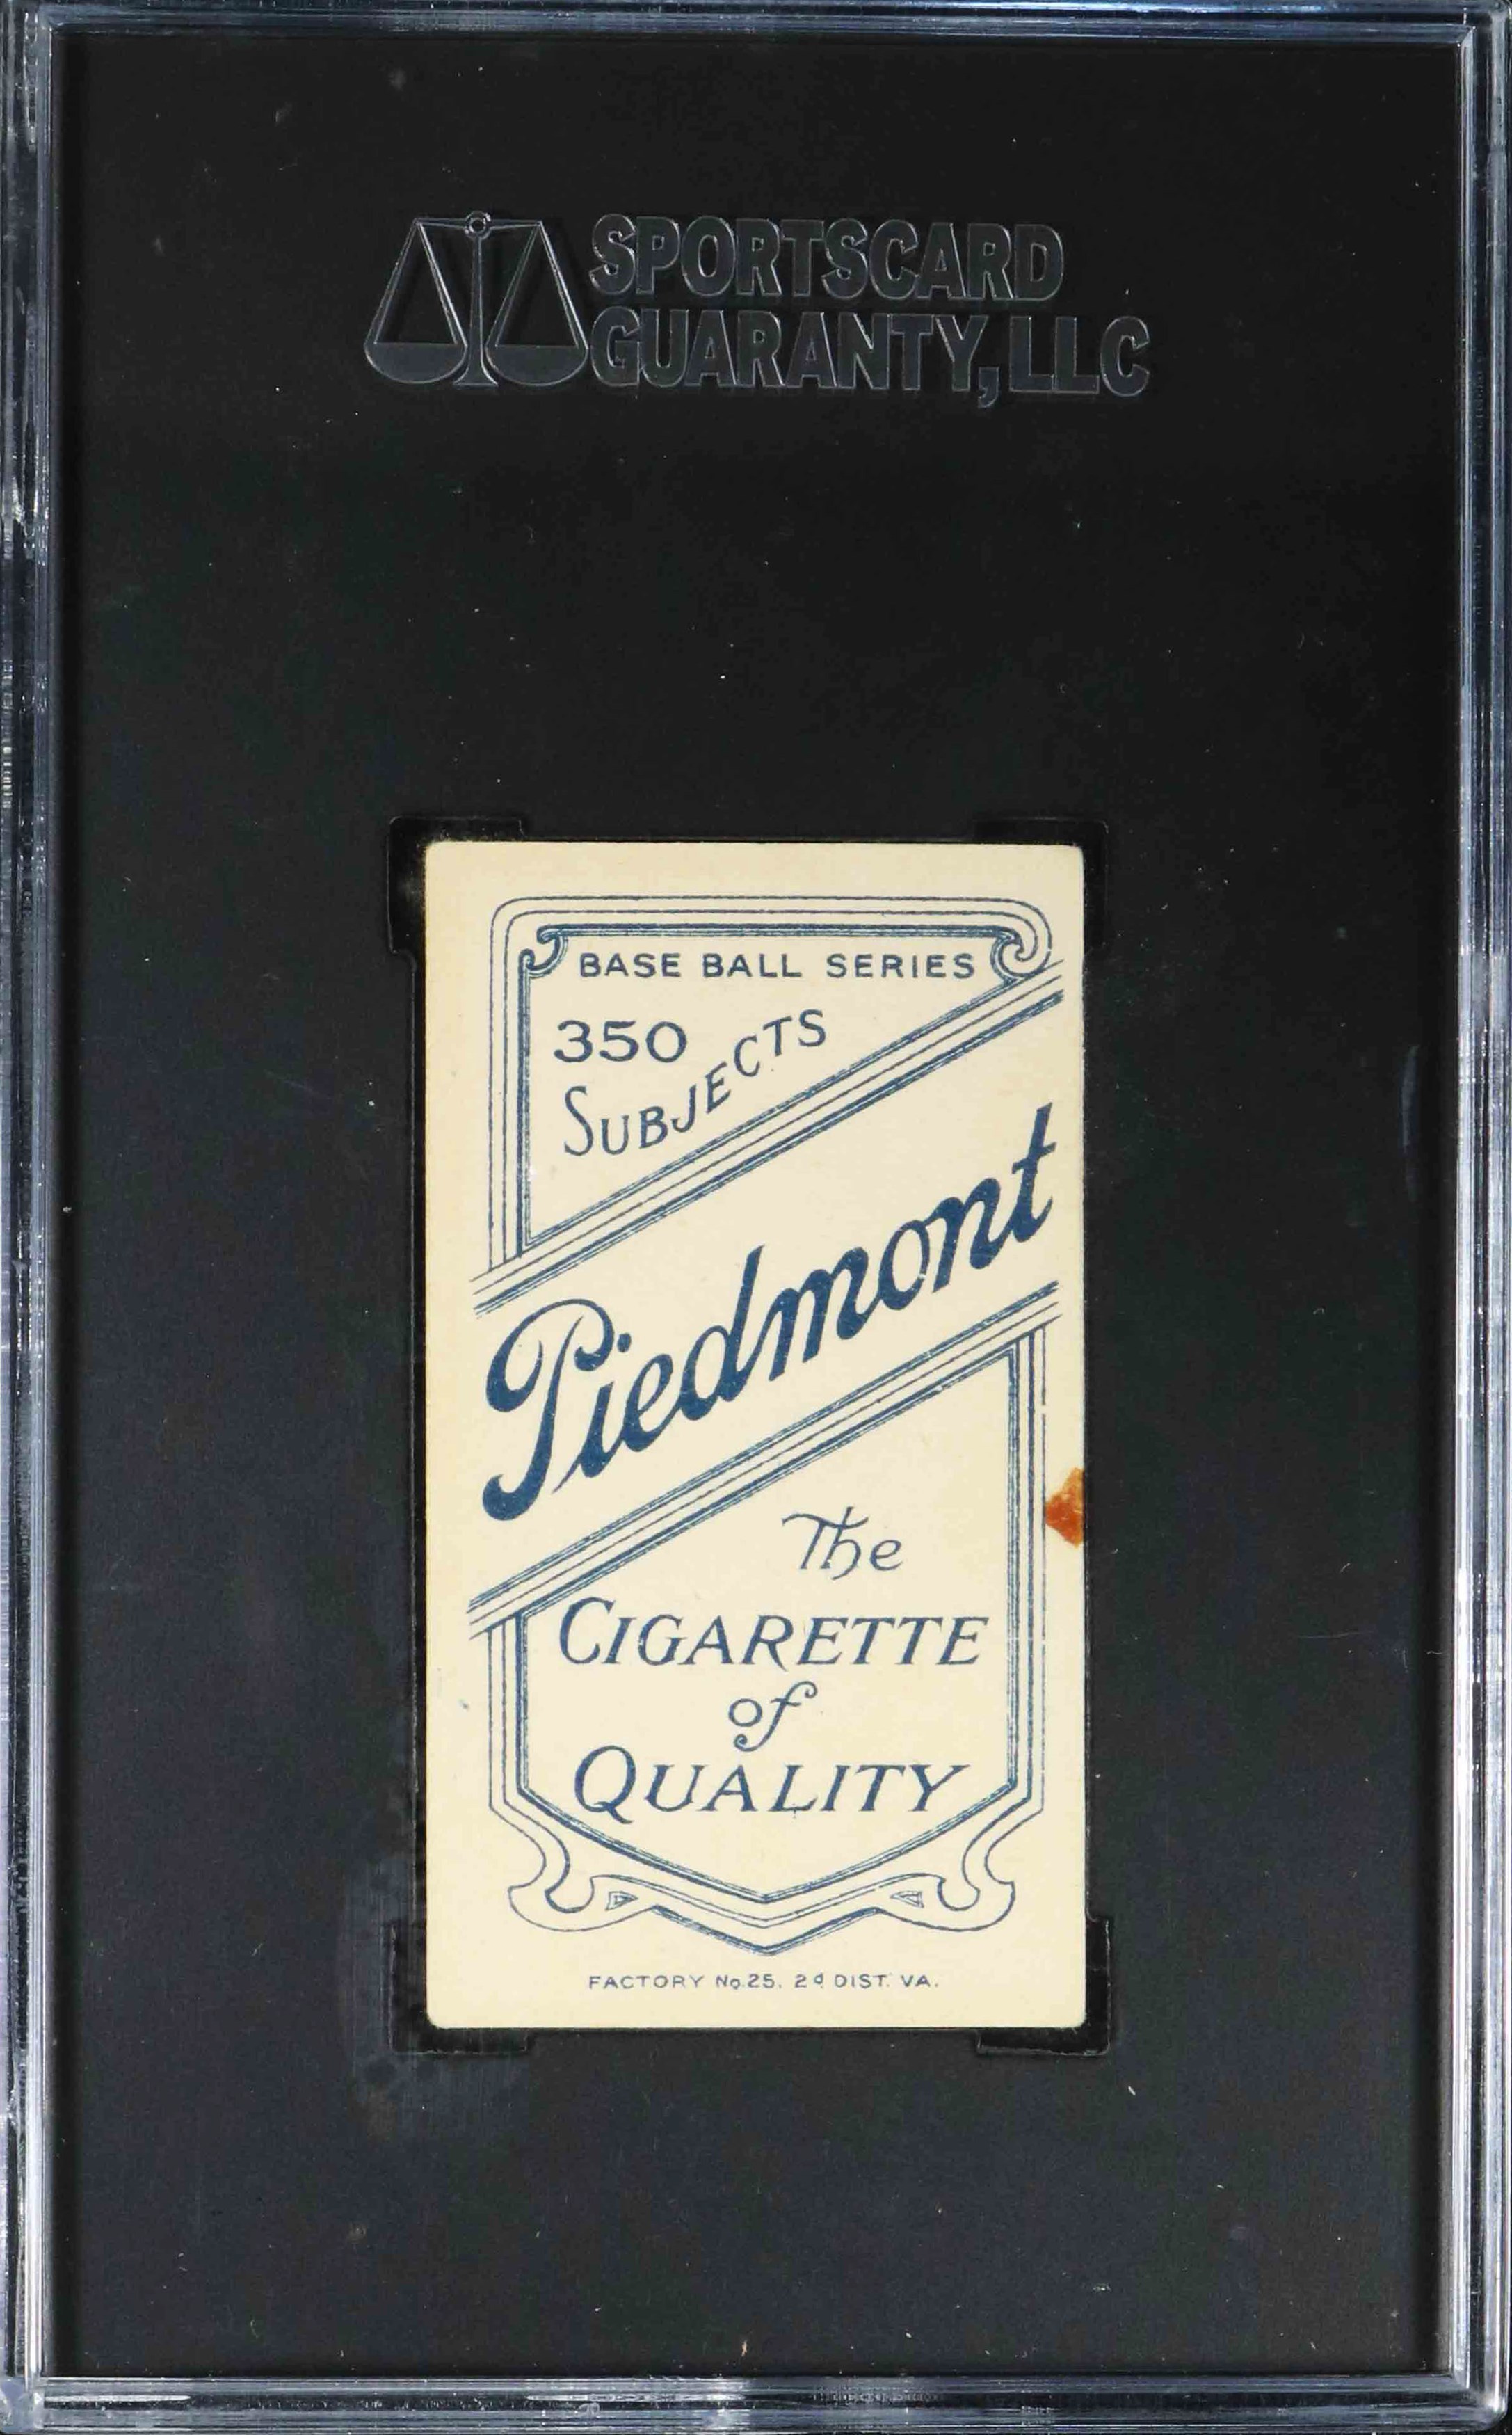 SPORTSCARD
GUARANTY, LLC
BASE BALL SERIES
350
SUBJECTS
Piedmont
The
CIGARETTE
of
QUALITY
FACTORY No. 25. 2d DIST. VA.